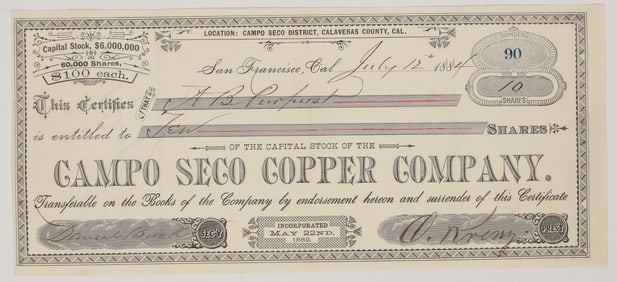 LOCATION: CAMPO SECO DISTRICT, CALAVERAS COUNTY, CAL.
Capital Stock, $6,000,000
60,000 Shares,
$100 each.
NUMBER
90
San Francisco, Cal July 12th 1884
10
SHARES
This Certifies THAT A B
is entitled to Ten SHARES
OF THE CAPITAL STOCK OF THE
CAMPO SECO COPPER COMPANY.
Transferable on the Books of the Company by endorsement hereon and surrender of this Certificate
INCORPORATED
MAY 22ND.
1882.
SEC'Y
PREST